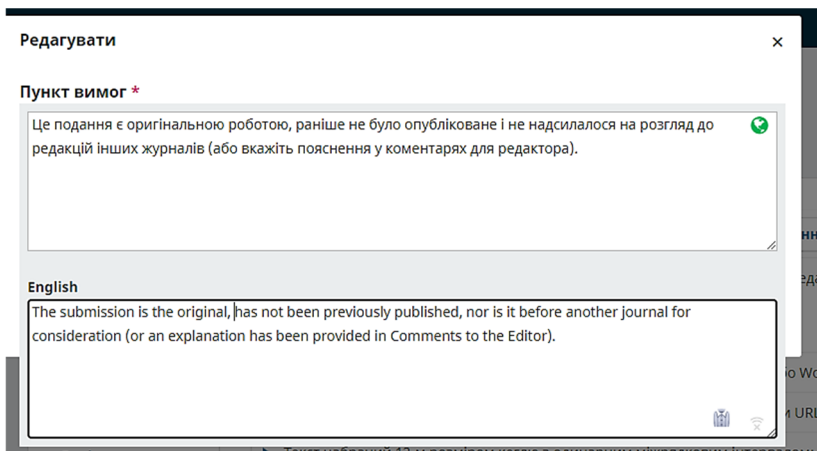 Редагувати
×
Пункт вимог *
Це подання є оригінальною роботою, раніше не було опубліковане і не надсилалося на розгляд до
редакцій інших журналів (або вкажіть пояснення у коментарях для редактора).
English
The submission is the original, has not been previously published, nor is it before another journal for
consideration (or an explanation has been provided in Comments to the Editor).